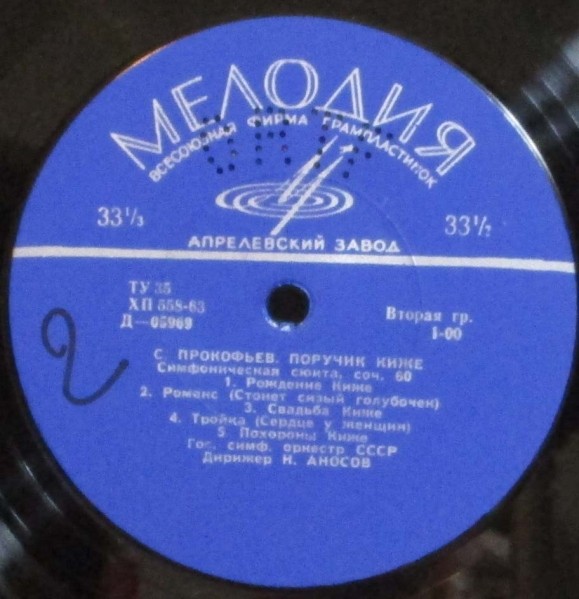 МЕЛОДИЯ
ВСЕСОЮЗНАЯ ФИРМА ГРАМПЛАСТИНОК
33⅓ 33⅓
АПРЕЛЕВСКИЙ ЗАВОД
ТУ 35
ХП 558-63
Д—05969
Вторая гр.
1-00
2
С. ПРОКОФЬЕВ. ПОРУЧИК КИЖЕ
Симфоническая сюита, соч. 60
1. Рождение Киже
2. Романс (Стонет сизый голубочек)
3. Свадьба Киже
4. Тройка (Сердце у женщин)
5. Похороны Киже
Гос. симф. оркестр СССР
Дирижер Н. АНОСОВ